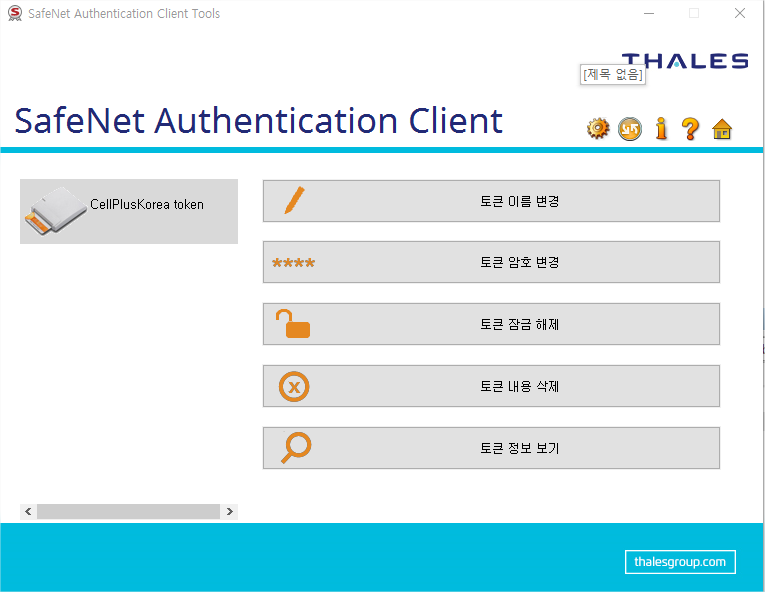 SafeNet Authentication Client Tools
THALES
[제목 없음]
SafeNet Authentication Client
CellPlusKorea token
토큰 이름 변경
****
토큰 암호 변경
토큰 잠금 해제
토큰 내용 삭제
토큰 정보 보기
thalesgroup.com